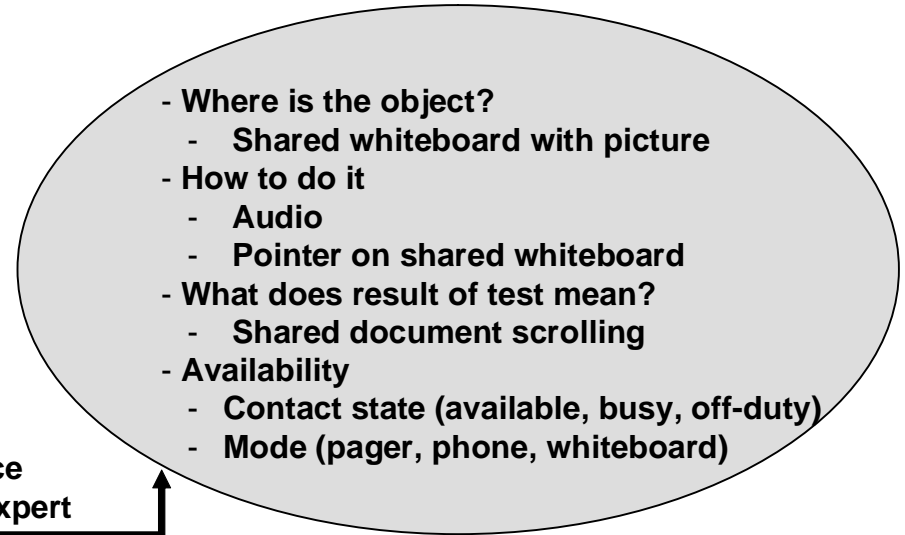 - Where is the object?
- Shared whiteboard with picture
- How to do it
- Audio
- Pointer on shared whiteboard
- What does result of test mean?
- Shared document scrolling
- Availability
- Contact state (available, busy, off-duty)
- Mode (pager, phone, whiteboard)